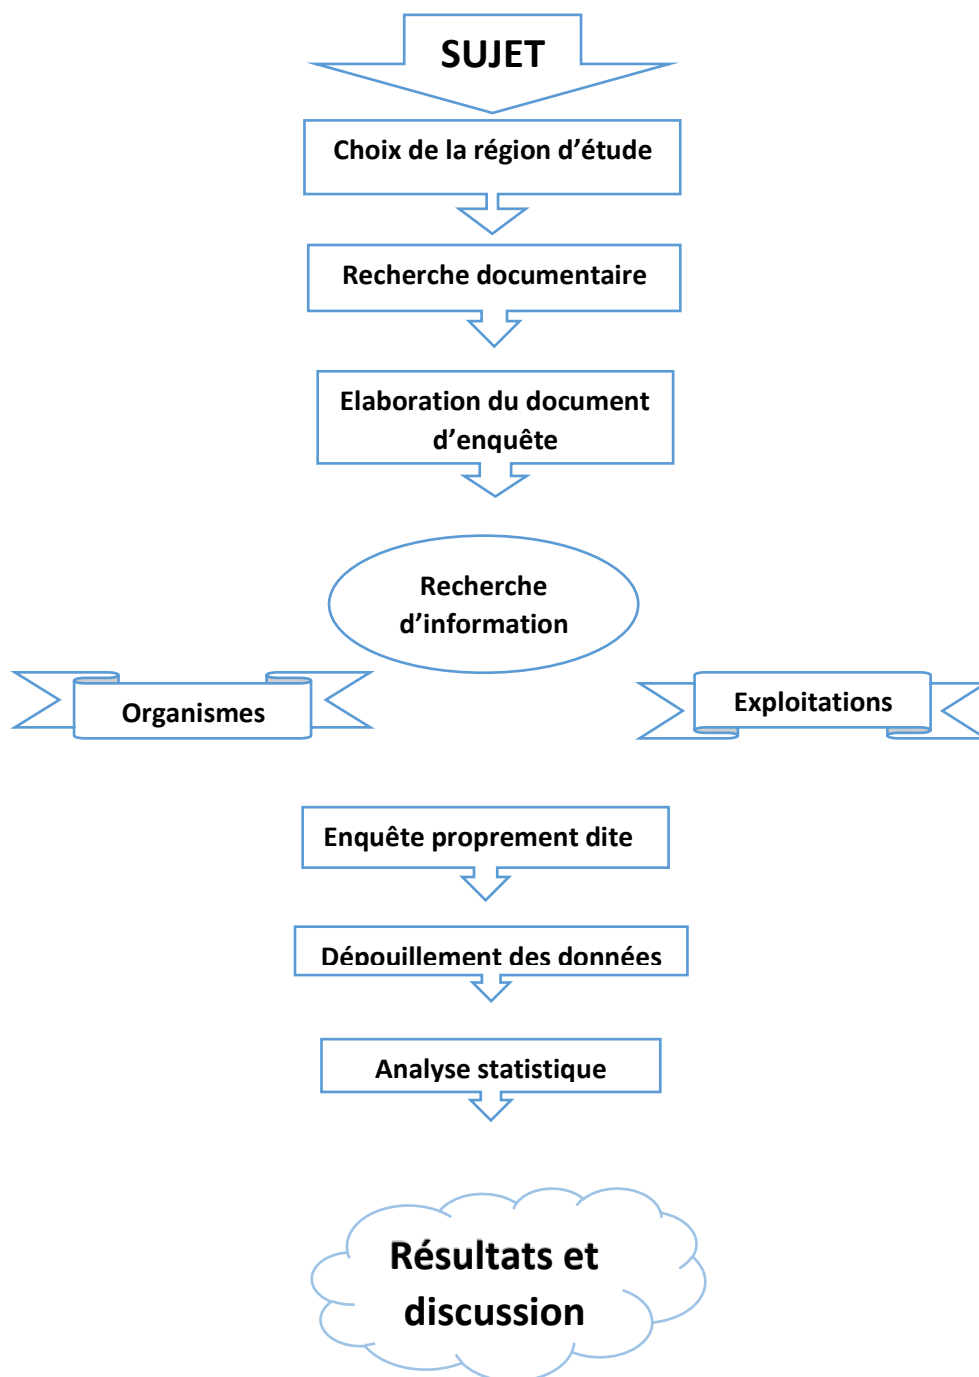 SUJET
Choix de la région d’étude
Recherche documentaire
Elaboration du document
d’enquête
Recherche
d’information
Organismes
Exploitations
Enquête proprement dite
Dépouillement des données
Analyse statistique
Résultats et
discussion